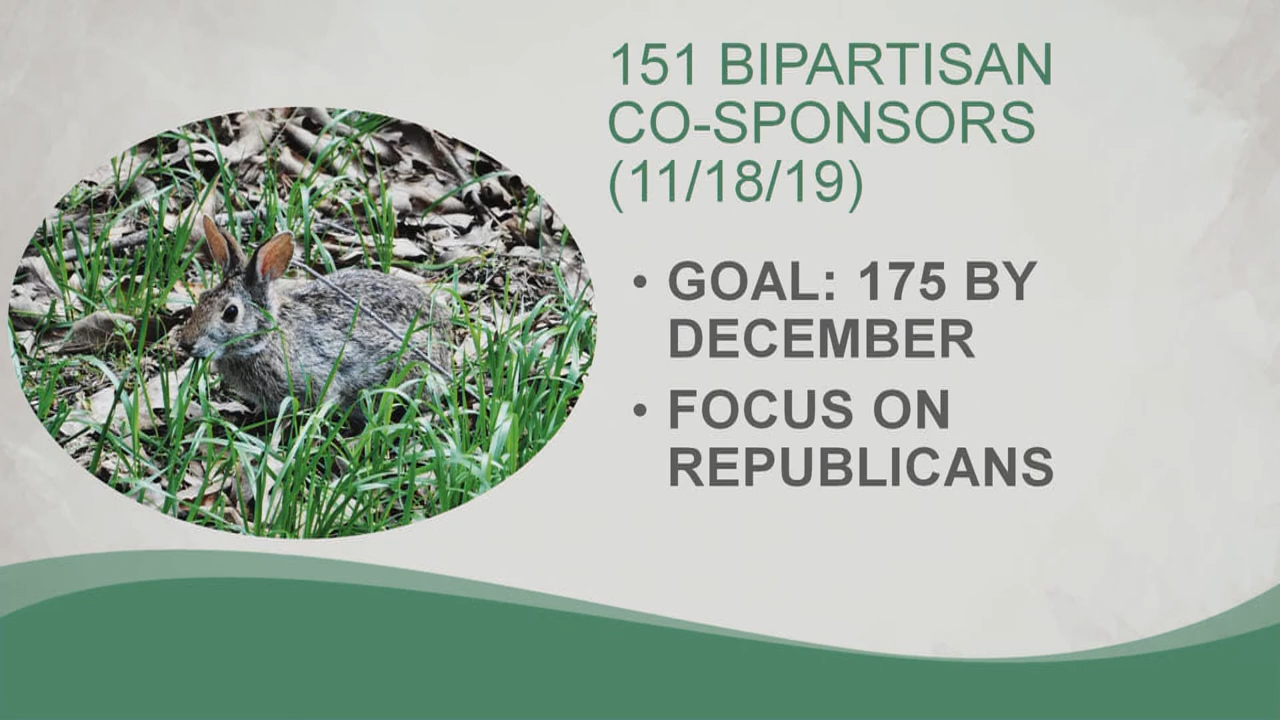 151 BIPARTISAN
CO-SPONSORS
(11/18/19)
• GOAL: 175 BY
DECEMBER
• FOCUS ON
REPUBLICANS